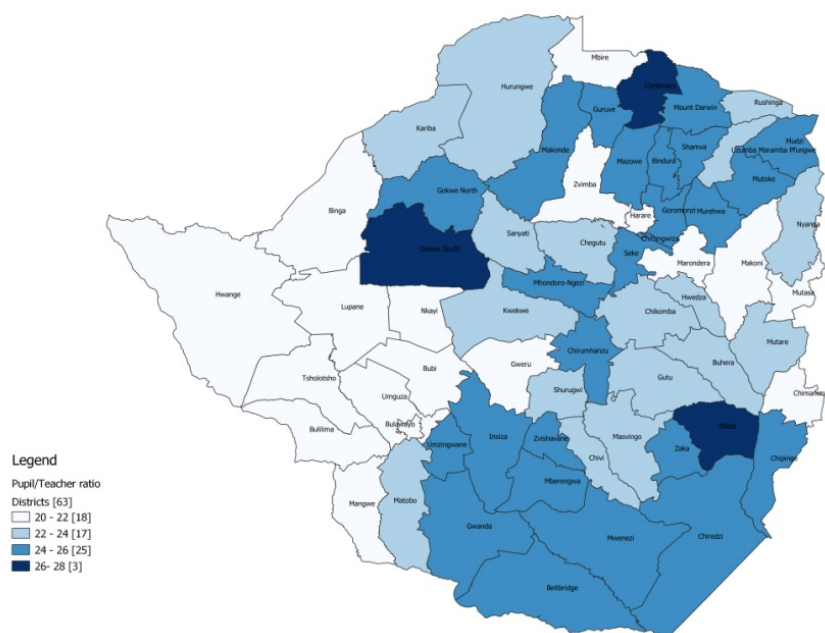 Mbire
Centenary
Hurungwe
Rushinga
Guruve
Mount Darwin
Kariba
Mudzi
Makonde
Shamva
Uzumba Maramba Pfungwe
Mazowe
Bindura
Mutoko
Zvimba
Gokwe North
Binga
Goromonzi
Murehwa
Nyanga
Harare
Sanyati
Chegutu
Chitungwiza
Gokwe South
Seke
Marondera
Makoni
Mhondoro-Ngezi
Hwange
Mutasa
Hwedza
Lupane
Nkayi
Kwekwe
Chikomba
Mutare
Chirumhanzu
Gweru
Buhera
Bubi
Tsholotsho
Gutu
Umguza
Shurugwi
Chimanimani
Bulawayo
Bulilima
Bikita
Umzingwane
Insiza
Zvishavane
Masvingo
Zaka
Chivi
Chipinge
Mberengwa
Mangwe
Matobo
Gwanda
Mwenezi
Chiredzi
Beitbridge
Legend
Pupil/Teacher ratio
Districts [63]
20 - 22 [18]
22 - 24 [17]
24 - 26 [25]
26- 28 [3]